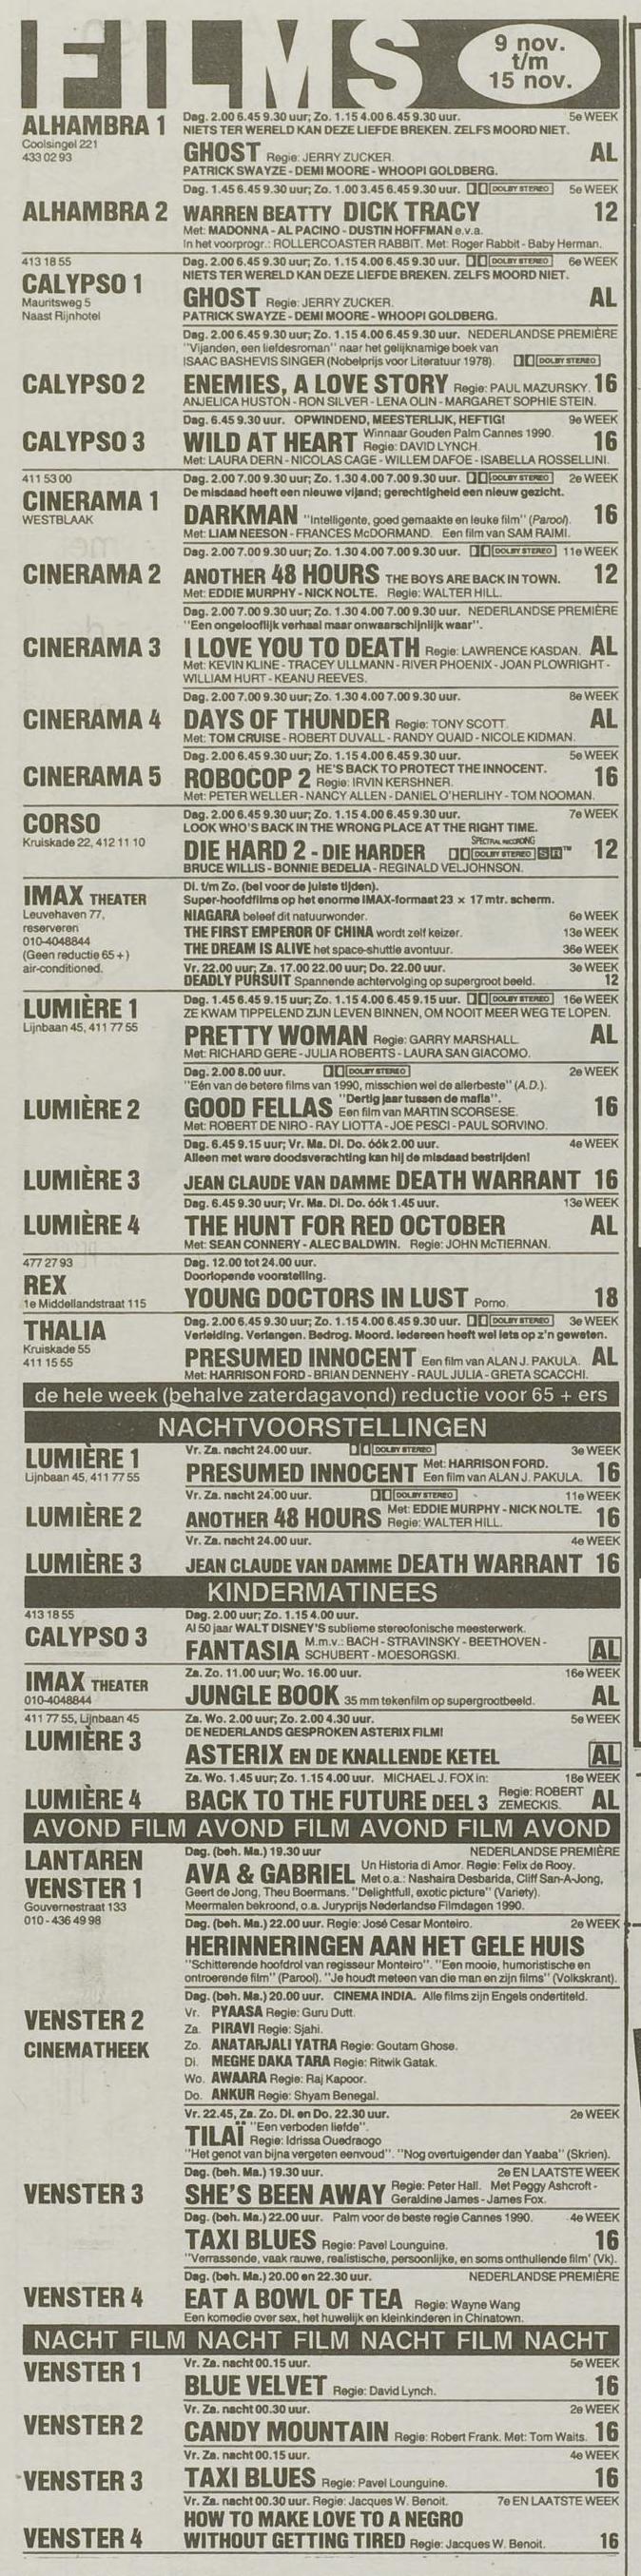 FILMS
9 nov.
t/m
15 nov.
ALHAMBRA 1
Coolsingel 221
433 02 93
Dag. 2.00 6.45 9.30 uur; Zo. 1.15 4.00 6.45 9.30 uur. 5e WEEK
NIETS TER WERELD KAN DEZE LIEFDE BREKEN. ZELFS MOORD NIET.
GHOST Regie: JERRY ZUCKER. AL
PATRICK SWAYZE - DEMI MOORE - WHOOPI GOLDBERG.
Dag. 1.45 6.45 9.30 uur; Zo. 1.00 3.45 6.45 9.30 uur. DOLBY STEREO 5e WEEK
ALHAMBRA 2 WARREN BEATTY DICK TRACY 12
Met: MADONNA - AL PACINO - DUSTIN HOFFMAN e.v.a.
In het voorprogr.: ROLLERCOASTER RABBIT. Met: Roger Rabbit - Baby Herman.
413 18 55
CALYPSO 1
Mauritsweg 5
Naast Rijnhotel
Dag. 2.00 6.45 9.30 uur; Zo. 1.15 4.00 6.45 9.30 uur. DOLBY STEREO 6e WEEK
NIETS TER WERELD KAN DEZE LIEFDE BREKEN. ZELFS MOORD NIET.
GHOST Regie: JERRY ZUCKER. AL
PATRICK SWAYZE - DEMI MOORE - WHOOPI GOLDBERG.
Dag. 2.00 6.45 9.30 uur; Zo. 1.15 4.00 6.45 9.30 uur. NEDERLANDSE PREMIÈRE
"Vijanden, een liefdesroman" naar het gelijknamige boek van
ISAAC BASHEVIS SINGER (Nobelprijs voor Literatuur 1978). DOLBY STEREO
CALYPSO 2 ENEMIES, A LOVE STORY Regie: PAUL MAZURSKY. 16
ANJELICA HUSTON - RON SILVER - LENA OLIN - MARGARET SOPHIE STEIN.
Dag. 6.45 9.30 uur. OPWINDEND, MEESTERLIJK, HEFTIG! 9e WEEK
CALYPSO 3 WILD AT HEART Winnaar Gouden Palm Cannes 1990. 16
Regie: DAVID LYNCH.
Met: LAURA DERN - NICOLAS CAGE - WILLEM DAFOE - ISABELLA ROSSELLINI.
411 53 00
CINERAMA 1
WESTBLAAK
Dag. 2.00 7.00 9.30 uur; Zo. 1.30 4.00 7.00 9.30 uur. DOLBY STEREO 2e WEEK
De misdaad heeft een nieuwe vijand; gerechtigheid een nieuw gezicht.
DARKMAN "Intelligente, goed gemaakte en leuke film" (Parool). 16
Met: LIAM NEESON - FRANCES McDORMAND. Een film van SAM RAIMI.
Dag. 2.00 7.00 9.30 uur; Zo. 1.30 4.00 7.00 9.30 uur. DOLBY STEREO 11e WEEK
CINERAMA 2 ANOTHER 48 HOURS THE BOYS ARE BACK IN TOWN. 12
Met: EDDIE MURPHY - NICK NOLTE. Regie: WALTER HILL.
Dag. 2.00 7.00 9.30 uur; Zo. 1.30 4.00 7.00 9.30 uur. NEDERLANDSE PREMIÈRE
"Een ongelooflijk verhaal maar onwaarschijnlijk waar".
CINERAMA 3 I LOVE YOU TO DEATH Regie: LAWRENCE KASDAN. AL
Met: KEVIN KLINE - TRACEY ULLMANN - RIVER PHOENIX - JOAN PLOWRIGHT -
WILLIAM HURT - KEANU REEVES.
Dag. 2.00 7.00 9.30 uur; Zo. 1.30 4.00 7.00 9.30 uur. 8e WEEK
CINERAMA 4 DAYS OF THUNDER Regie: TONY SCOTT. AL
Met: TOM CRUISE - ROBERT DUVALL - RANDY QUAID - NICOLE KIDMAN.
Dag. 2.00 6.45 9.30 uur; Zo. 1.15 4.00 6.45 9.30 uur. 5e WEEK
CINERAMA 5 ROBOCOP 2 HE'S BACK TO PROTECT THE INNOCENT. 16
Regie: IRVIN KERSHNER.
Met: PETER WELLER - NANCY ALLEN - DANIEL O'HERLIHY - TOM NOOMAN.
CORSO
Kruiskade 22, 412 11 10
Dag. 2.00 6.45 9.30 uur; Zo. 1.15 4.00 6.45 9.30 uur. 7e WEEK
LOOK WHO'S BACK IN THE WRONG PLACE AT THE RIGHT TIME.
SPECTRAL RECORDING
DIE HARD 2 - DIE HARDER DOLBY STEREO SR™ 12
BRUCE WILLIS - BONNIE BEDELIA - REGINALD VELJOHNSON.
IMAX THEATER
Leuvehaven 77,
reserveren
010-4048844
(Geen reductie 65 +)
air-conditioned.
Di. t/m Zo. (bel voor de juiste tijden).
Super-hoofdfilms op het enorme IMAX-formaat 23 x 17 mtr. scherm.
NIAGARA beleef dit natuurwonder. 6e WEEK
THE FIRST EMPEROR OF CHINA wordt zelf keizer. 13e WEEK
THE DREAM IS ALIVE het space-shuttle avontuur. 36e WEEK
Vr. 22.00 uur; Za. 17.00 22.00 uur; Do. 22.00 uur. 3e WEEK
DEADLY PURSUIT Spannende achtervolging op supergroot beeld. 12
LUMIÈRE 1
Lijnbaan 45, 411 77 55
Dag. 1.45 6.45 9.15 uur; Zo. 1.15 4.00 6.45 9.15 uur. DOLBY STEREO 16e WEEK
ZE KWAM TIPPELEND ZIJN LEVEN BINNEN, OM NOOIT MEER WEG TE LOPEN.
PRETTY WOMAN Regie: GARRY MARSHALL. AL
Met: RICHARD GERE - JULIA ROBERTS - LAURA SAN GIACOMO.
Dag. 2.00 8.00 uur. DOLBY STEREO 2e WEEK
"Eén van de betere films van 1990, misschien wel de allerbeste" (A.D.).
LUMIÈRE 2 GOOD FELLAS "Dertig jaar tussen de mafia". 16
Een film van MARTIN SCORSESE.
Met: ROBERT DE NIRO - RAY LIOTTA - JOE PESCI - PAUL SORVINO.
Dag. 6.45 9.15 uur; Vr. Ma. Di. Do. óók 2.00 uur. 4e WEEK
Alleen met ware doodsverachting kan hij de misdaad bestrijden!
LUMIÈRE 3 JEAN CLAUDE VAN DAMME DEATH WARRANT 16
Dag. 6.45 9.30 uur; Vr. Ma. Di. Do. óók 1.45 uur. 13e WEEK
LUMIÈRE 4 THE HUNT FOR RED OCTOBER AL
Met: SEAN CONNERY - ALEC BALDWIN. Regie: JOHN McTIERNAN.
477 27 93
REX
1e Middellandstraat 115
Dag. 12.00 tot 24.00 uur.
Doorlopende voorstelling.
YOUNG DOCTORS IN LUST Porno. 18
THALIA
Kruiskade 55
411 15 55
Dag. 2.00 6.45 9.30 uur; Zo. 1.15 4.00 6.45 9.30 uur. DOLBY STEREO 3e WEEK
Verleiding. Verlangen. Bedrog. Moord. Iedereen heeft wel iets op z'n geweten.
PRESUMED INNOCENT Een film van ALAN J. PAKULA. AL
Met: HARRISON FORD - BRIAN DENNEHY - RAUL JULIA - GRETA SCACCHI.
de hele week (behalve zaterdagavond) reductie voor 65 + ers
NACHTVOORSTELLINGEN
LUMIÈRE 1
Lijnbaan 45, 411 77 55
Vr. Za. nacht 24.00 uur. DOLBY STEREO 3e WEEK
PRESUMED INNOCENT Met: HARRISON FORD. 16
Een film van ALAN J. PAKULA.
Vr. Za. nacht 24.00 uur. DOLBY STEREO 11e WEEK
LUMIÈRE 2 ANOTHER 48 HOURS Met: EDDIE MURPHY - NICK NOLTE. 16
Regie: WALTER HILL.
Vr. Za. nacht 24.00 uur. 4e WEEK
LUMIÈRE 3 JEAN CLAUDE VAN DAMME DEATH WARRANT 16
KINDERMATINEES
413 18 55
CALYPSO 3
Dag. 2.00 uur; Zo. 1.15 4.00 uur.
Al 50 jaar WALT DISNEY'S sublieme stereofonische meesterwerk.
FANTASIA M.m.v.: BACH - STRAVINSKY - BEETHOVEN - AL
SCHUBERT - MOESORGSKI.
IMAX THEATER
010-4048844
Za. Zo. 11.00 uur; Wo. 16.00 uur. 16e WEEK
JUNGLE BOOK 35 mm tekenfilm op supergrootbeeld. AL
411 77 55, Lijnbaan 45
LUMIÈRE 3
Za. Wo. 2.00 uur; Zo. 2.00 4.30 uur. 5e WEEK
DE NEDERLANDS GESPROKEN ASTERIX FILM!
ASTERIX EN DE KNALLENDE KETEL AL
Za. Wo. 1.45 uur; Zo. 1.15 4.00 uur. MICHAEL J. FOX in: 18e WEEK
LUMIÈRE 4 BACK TO THE FUTURE DEEL 3 Regie: ROBERT ZEMECKIS. AL
AVOND FILM AVOND FILM AVOND FILM AVOND
LANTAREN
VENSTER 1
Gouvernestraat 133
010 - 436 49 98
Dag. (beh. Ma.) 19.30 uur NEDERLANDSE PREMIÈRE
AVA & GABRIEL Un Historia di Amor. Regie: Felix de Rooy.
Met o.a.: Nashaira Desbarida, Cliff San-A-Jong,
Geert de Jong, Theu Boermans. "Delightfull, exotic picture" (Variety).
Meermalen bekroond, o.a. Juryprijs Nederlandse Filmdagen 1990.
Dag. (beh. Ma.) 22.00 uur. Regie: José Cesar Monteiro. 2e WEEK
HERINNERINGEN AAN HET GELE HUIS
"Schitterende hoofdrol van regisseur Monteiro". "Een mooie, humoristische en
ontroerende film" (Parool). "Je houdt meteen van die man en zijn films" (Volkskrant).
VENSTER 2
CINEMATHEEK
Dag. (beh. Ma.) 20.00 uur. CINEMA INDIA. Alle films zijn Engels ondertiteld.
Vr. PYAASA Regie: Guru Dutt.
Za. PIRAVI Regie: Sjahi.
Zo. ANATARJALI YATRA Regie: Goutam Ghose.
Di. MEGHE DAKA TARA Regie: Ritwik Gatak.
Wo. AWAARA Regie: Raj Kapoor.
Do. ANKUR Regie: Shyam Benegal.
Vr. 22.45, Za. Zo. Di. en Do. 22.30 uur. 2e WEEK
TILAÏ "Een verboden liefde".
Regie: Idrissa Ouedraogo
"Het genot van bijna vergeten eenvoud". "Nog overtuigender dan Yaaba" (Skrien).
Dag. (beh. Ma.) 19.30 uur. 2e EN LAATSTE WEEK
VENSTER 3 SHE'S BEEN AWAY Regie: Peter Hall. Met Peggy Ashcroft -
Geraldine James - James Fox.
Dag. (beh. Ma.) 22.00 uur. Palm voor de beste regie Cannes 1990. 4e WEEK
TAXI BLUES Regie: Pavel Lounguine. 16
"Verrassende, vaak rauwe, realistische, persoonlijke, en soms onthullende film' (Vk).
Dag. (beh. Ma.) 20.00 en 22.30 uur. NEDERLANDSE PREMIÈRE
VENSTER 4 EAT A BOWL OF TEA Regie: Wayne Wang
Een komedie over sex, het huwelijk en kleinkinderen in Chinatown.
NACHT FILM NACHT FILM NACHT FILM NACHT
Vr. Za. nacht 00.15 uur. 5e WEEK
VENSTER 1 BLUE VELVET Regie: David Lynch. 16
Vr. Za. nacht 00.30 uur. 2e WEEK
VENSTER 2 CANDY MOUNTAIN Regie: Robert Frank. Met: Tom Waits. 16
Vr. Za. nacht 00.15 uur. 4e WEEK
VENSTER 3 TAXI BLUES Regie: Pavel Lounguine. 16
Vr. Za. nacht 00.30 uur. Regie: Jacques W. Benoit. 7e EN LAATSTE WEEK
HOW TO MAKE LOVE TO A NEGRO
VENSTER 4 WITHOUT GETTING TIRED Regie: Jacques W. Benoit. 16